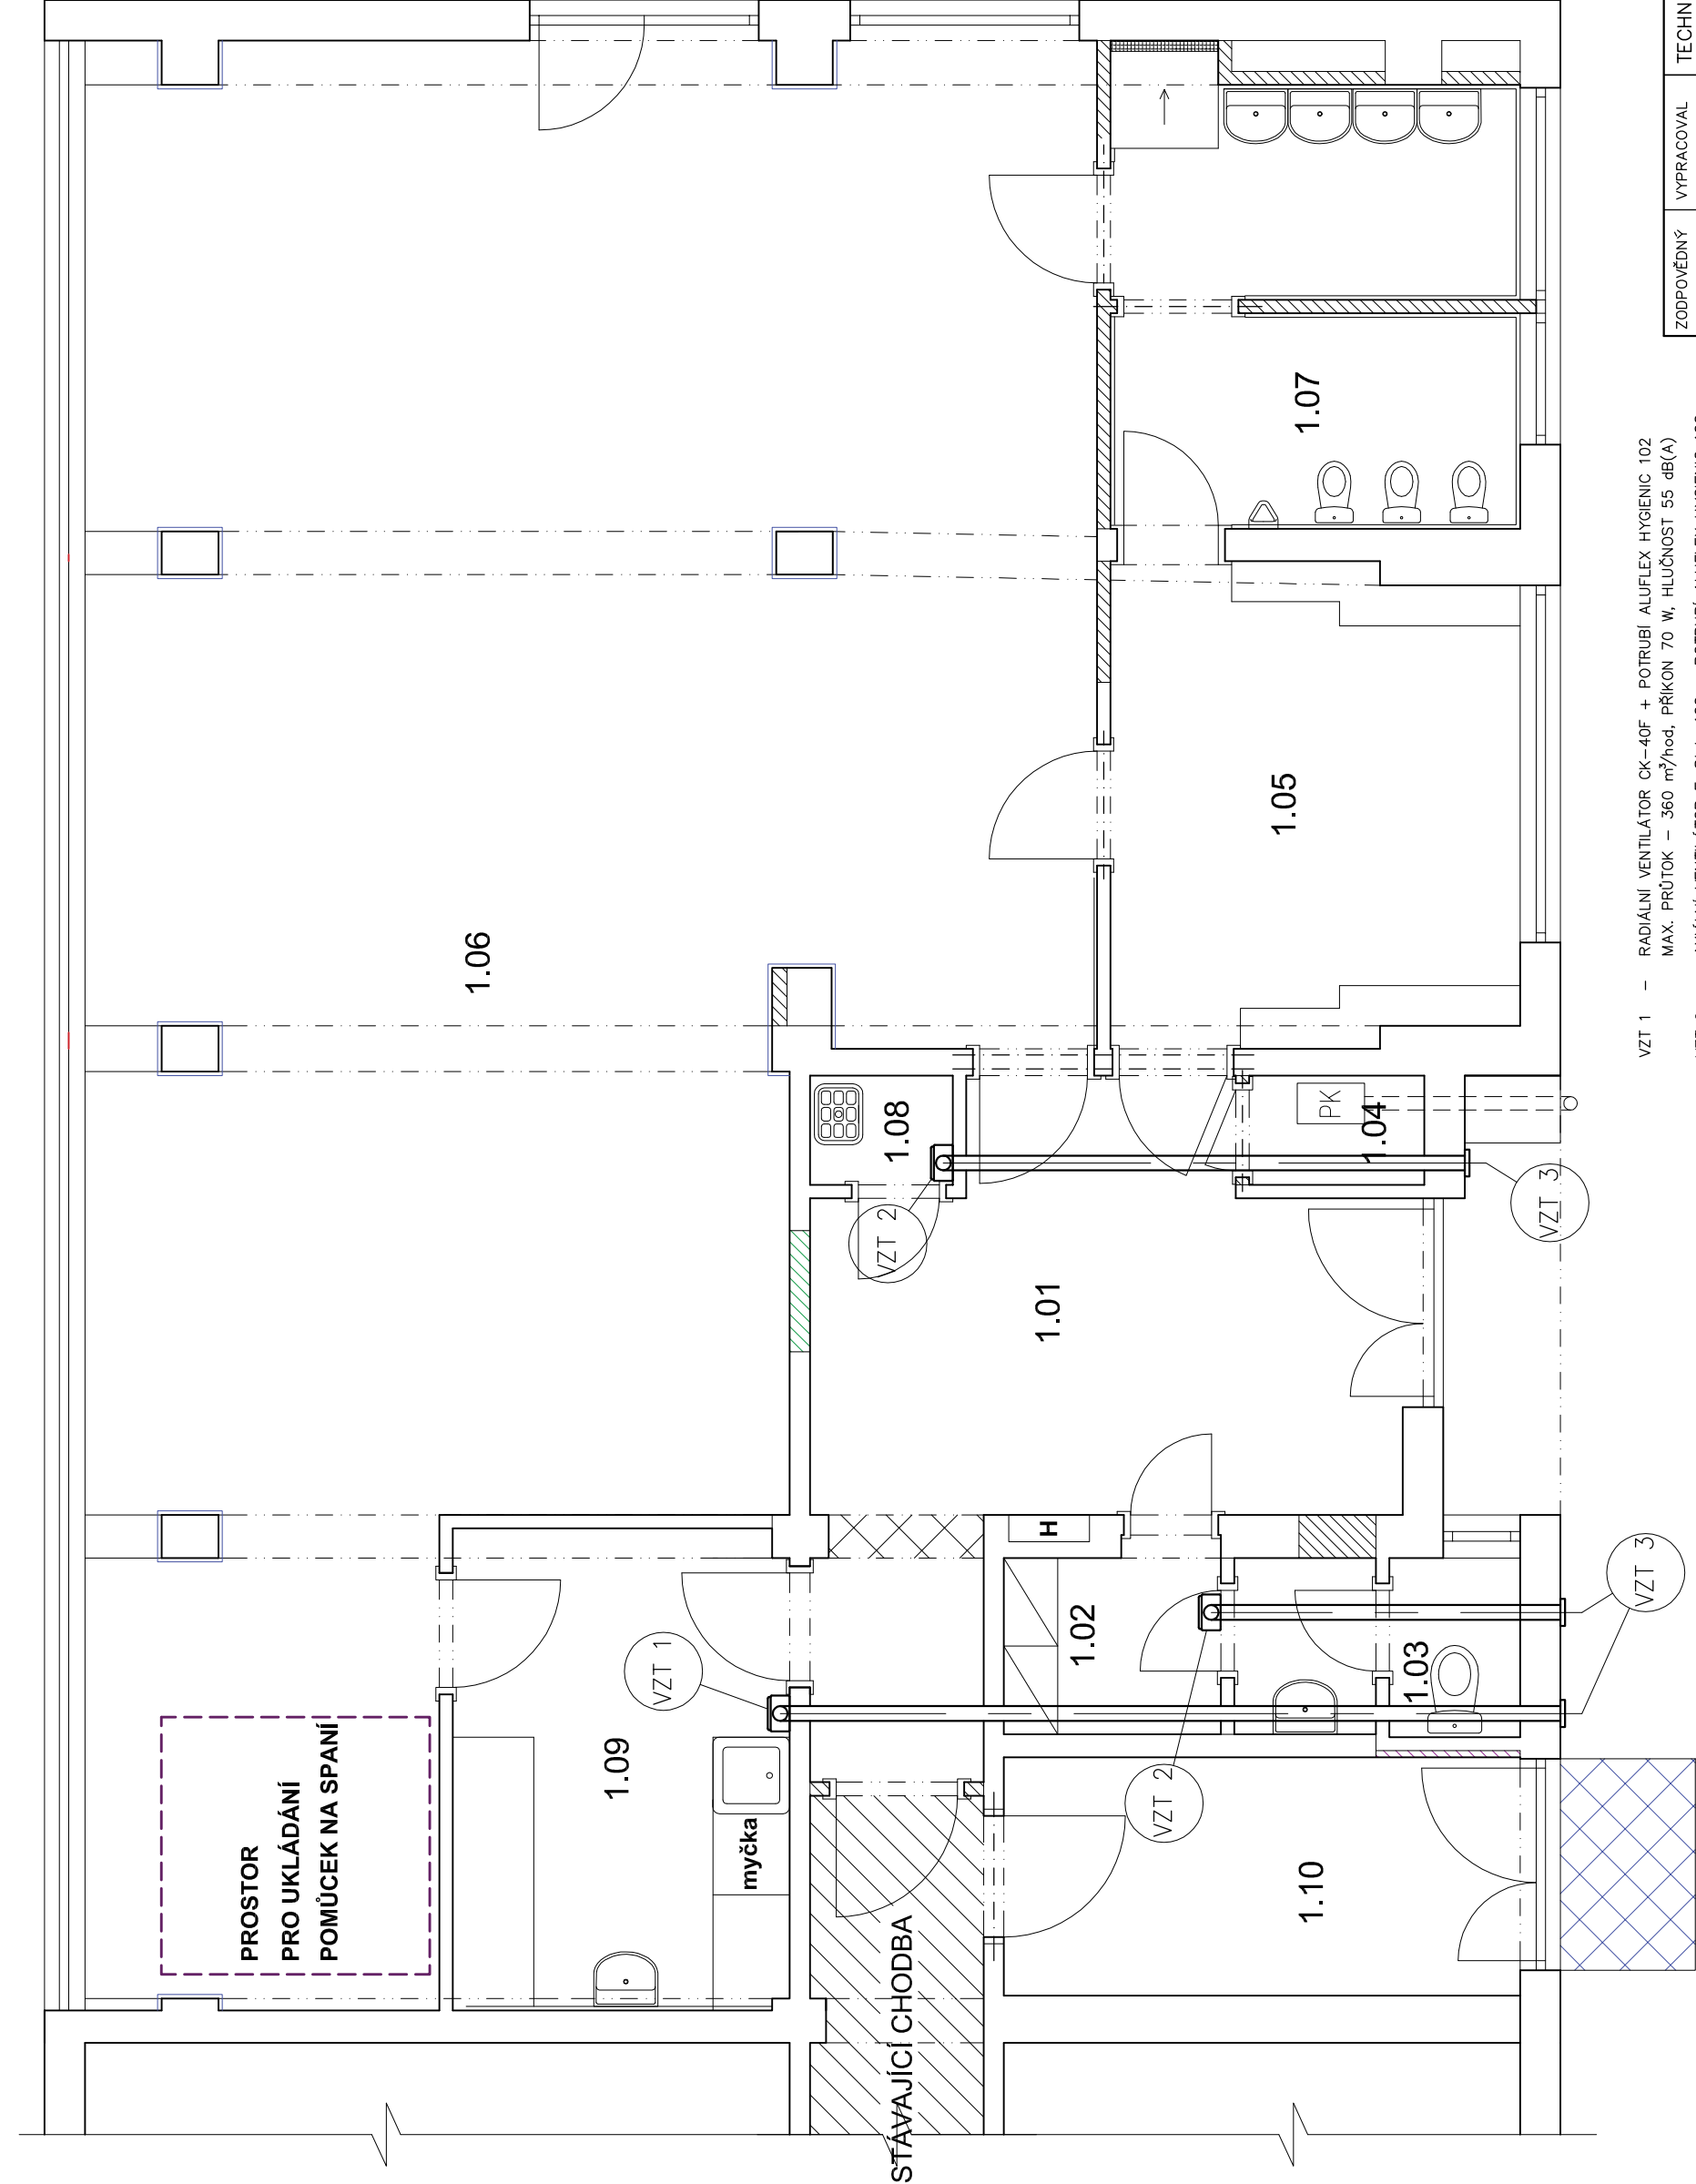 1.06
PROSTOR
PRO UKLÁDÁNÍ
POMŮCEK NA SPANÍ
1.09
myčka
VZT 1
STÁVAJÍCÍ CHODBA
1.08
VZT 2
1.01
H
1.02
1.03
VZT 2
1.10
1.04
PK
VZT 3
VZT 3
1.05
1.07
VZT 1 - RADIÁLNÍ VENTILÁTOR CK-40F + POTRUBÍ ALUFLEX HYGIENIC 102
MAX. PRŮTOK - 360 m³/hod, PŘÍKON 70 W, HLUČNOST 55 dB(A)
ZODPOVĚDNÝ
VYPRACOVAL
TECHN